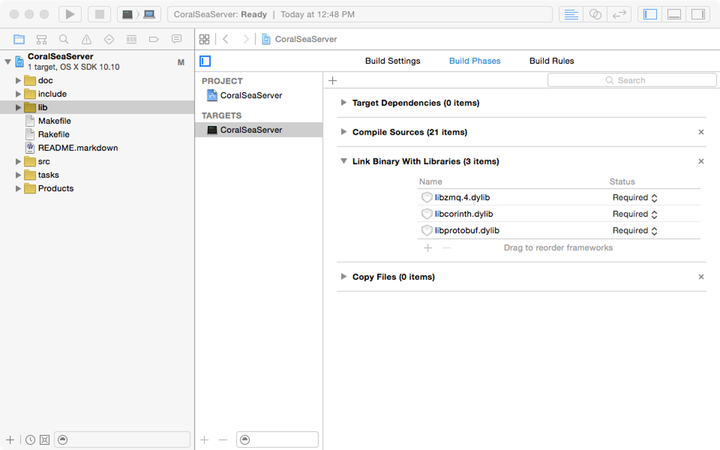 CoralSeaServer: Ready | Today at 12:48 PM
CoralSeaServer
1 target, OS X SDK 10.10
M
doc
include
lib
Makefile
Rakefile
README.markdown
src
tasks
Products
CoralSeaServer
Build Settings
Build Phases
Build Rules
PROJECT
CoralSeaServer
TARGETS
CoralSeaServer
Search
Target Dependencies (0 items)
Compile Sources (21 items)
Link Binary With Libraries (3 items)
Name Status
libzmq.4.dylib Required
libcorinth.dylib Required
libprotobuf.dylib Required
Drag to reorder frameworks
Copy Files (0 items)